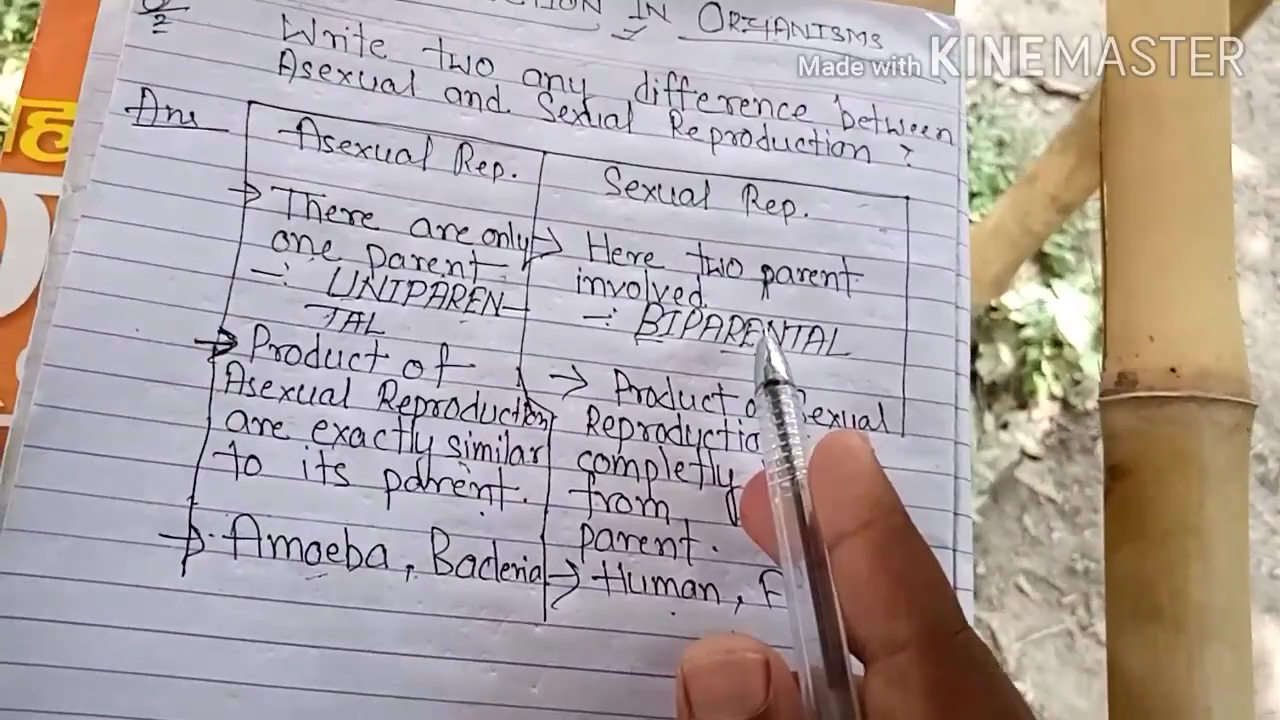 IN ORGANISMS
Made with KINEMASTER
Q/2
Write two any difference between
Asexual and Sexual Reproduction ?
Ans
Asexual Rep.
→ There are only
one parent
-: UNIPAREN-
TAL
→ Product of
Asexual Reproduction
are exactly similar
to its parent.
→ . Amoeba, Bacteria
Sexual Rep.
→ Here two parent
involved.
-: BIPARENTAL
→ Product Sexual
completly
from
parent.
→ Human,
ह